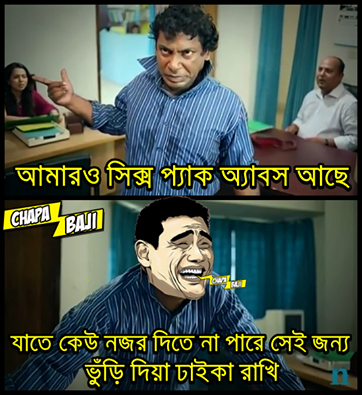 আমারও সিক্স প্যাক অ্যাবস আছে
CHAPA
BAJI
CHAPA
BAJI
যাতে কেউ নজর দিতে না পারে সেই জন্য
ভুঁড়ি দিয়া ঢাইকা রাখি
n